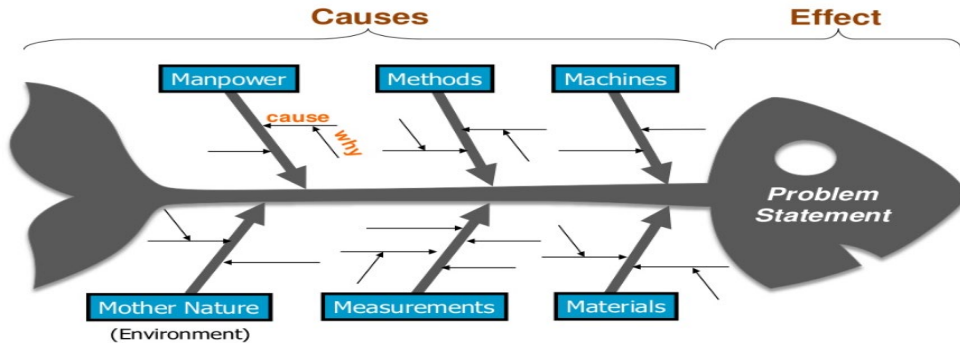 Causes
Effect
Manpower
Methods
Machines
cause
why
Problem
Statement
Mother Nature
Measurements
Materials
(Environment)